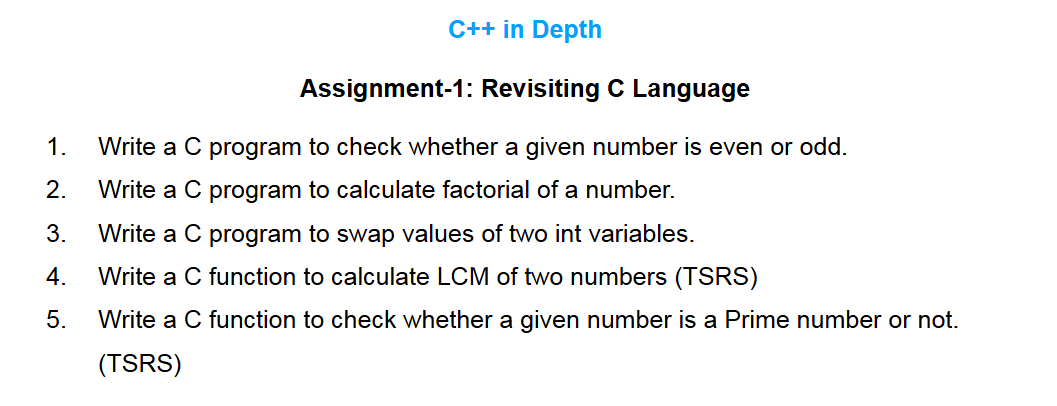 C++ in Depth
Assignment-1: Revisiting C Language
1. Write a C program to check whether a given number is even or odd.
2. Write a C program to calculate factorial of a number.
3. Write a C program to swap values of two int variables.
4. Write a C function to calculate LCM of two numbers (TSRS)
5. Write a C function to check whether a given number is a Prime number or not.
(TSRS)